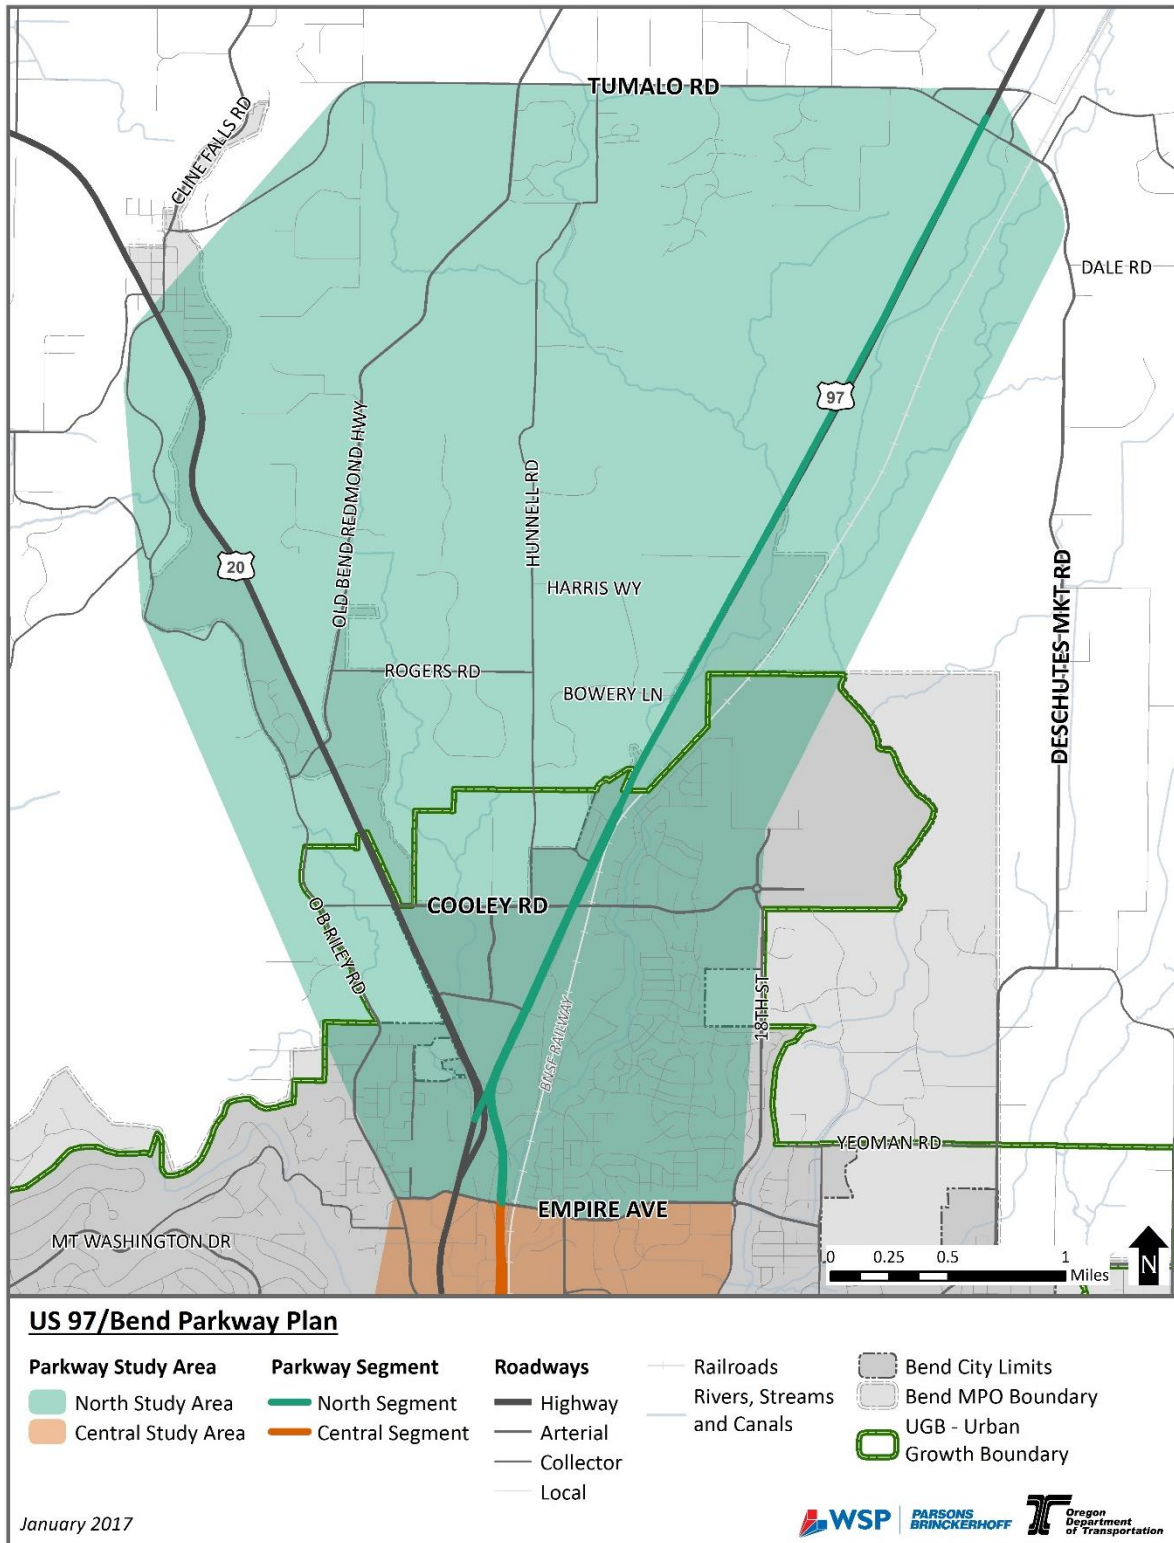 TUMALO RD
CLINE FALLS RD
DALE RD
97
OLD BEND REDMOND HWY
HUNNELL RD
20
HARRIS WY
DESCHUTES MKT RD
ROGERS RD
BOWERY LN
COOLEY RD
O B RILEY RD
18TH ST
BNSF RAILWAY
YEOMAN RD
EMPIRE AVE
MT WASHINGTON DR
0 0.25 0.5 1
Miles
N
US 97/Bend Parkway Plan
Parkway Study Area
North Study Area
Central Study Area
Parkway Segment
North Segment
Central Segment
Roadways
Highway
Arterial
Collector
Local
Railroads
Rivers, Streams
and Canals
Bend City Limits
Bend MPO Boundary
UGB - Urban
Growth Boundary
January 2017
WSP
PARSONS
BRINCKERHOFF
Oregon
Department
of Transportation